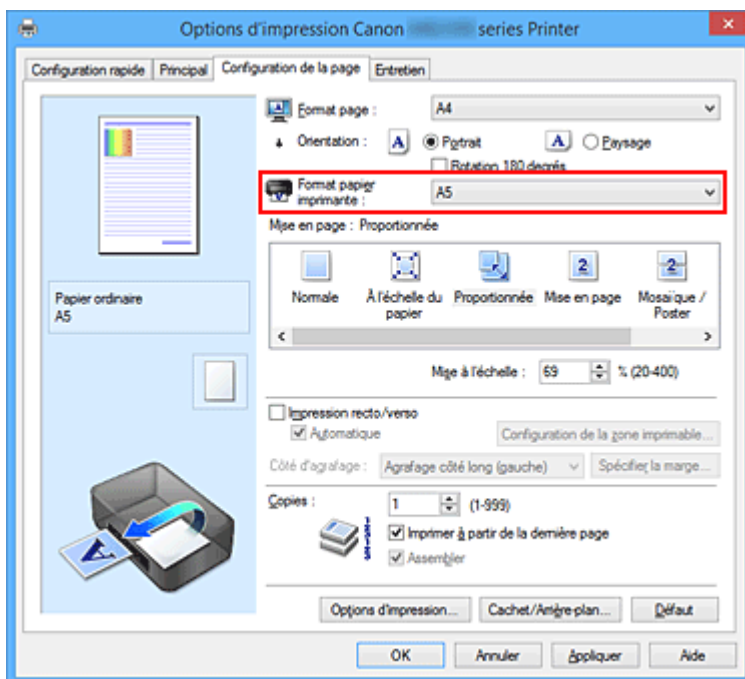 Options d'impression Canon series Printer
Configuration rapide Principal Configuration de la page Entretien
Format page : A4
Orientation : A Portrait A Paysage
Rotation 180 degrés
Format papier imprimante : A5
Mise en page : Proportionnée
Normale À l'échelle du papier Proportionnée Mise en page Mosaïque / Poster
Papier ordinaire
A5
Mise à l'échelle : 69 % (20-400)
Impression recto/verso
Automatique Configuration de la zone imprimable...
Côté d'agrafage : Agrafage côté long (gauche) Spécifier la marge...
Copies : 1 (1-999)
Imprimer à partir de la dernière page
Assembler
Options d'impression... Cachet/Arrière-plan... Défaut
OK Annuler Appliquer Aide